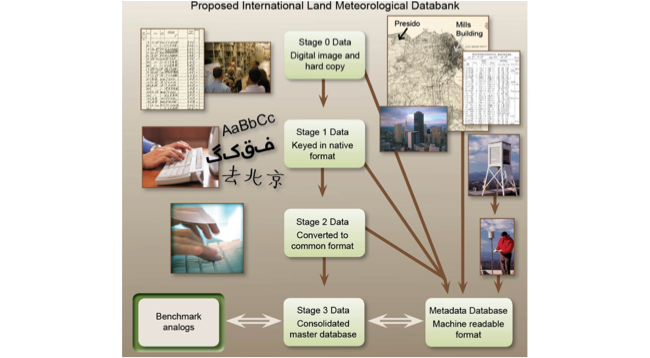 Proposed International Land Meteorological Databank
Presido
Mills
Building
Stage 0 Data
Digital image and
hard copy
AaBbCc
ف‌ق‌ک‌گ
去北京
Stage 1 Data
Keyed in native
format
Stage 2 Data
Converted to
common format
Benchmark
analogs
Stage 3 Data
Consolidated
master database
Metadata Database
Machine readable
format